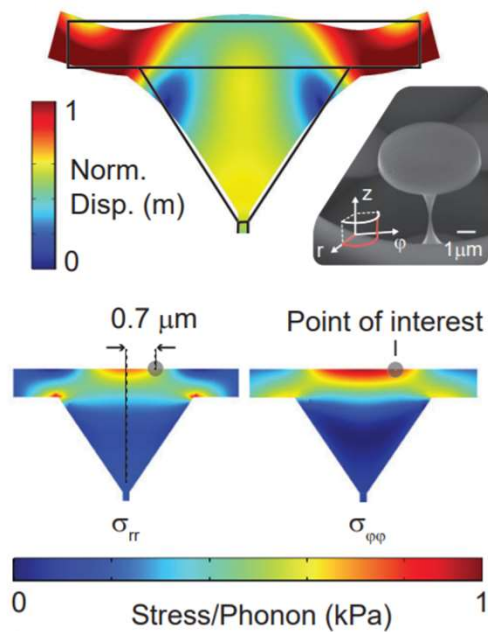 1
Norm.
Disp. (m)
0
z
r
φ
1μm
0.7 μm
Point of interest
σrr
σφφ
0
1
Stress/Phonon (kPa)